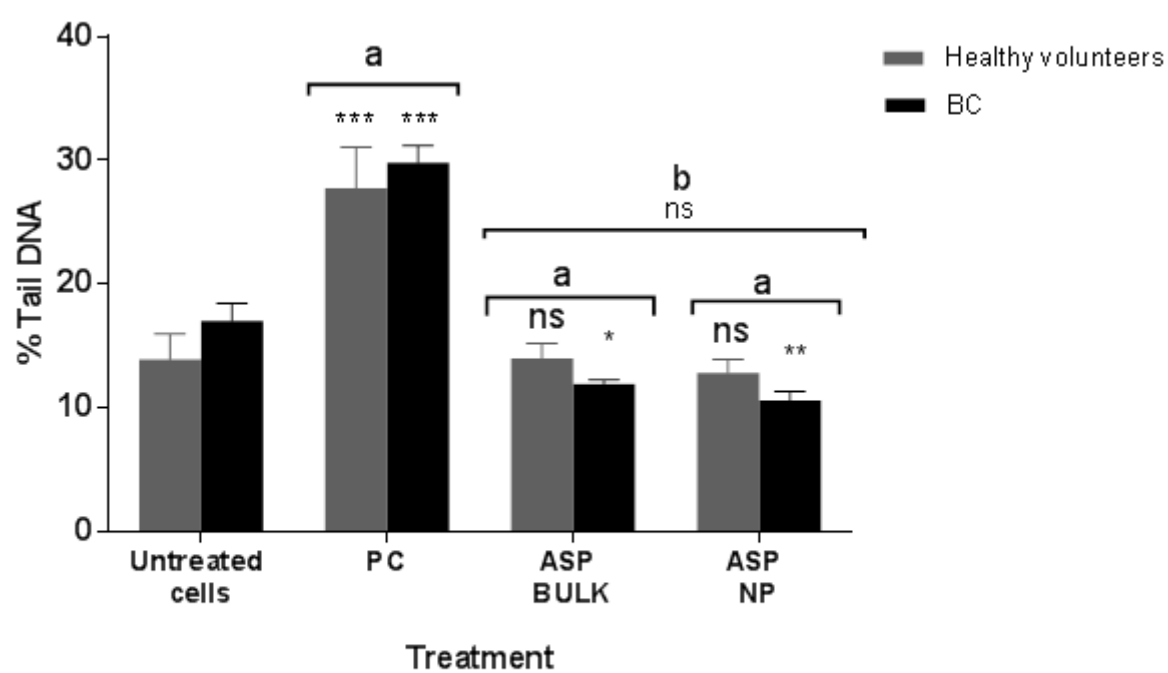 40
30
20
10
0
% Tail DNA
a
*** ***
b
ns
a
ns
*
a
ns
**
Healthy volunteers
BC
Untreated
cells
PC
ASP
BULK
ASP
NP
Treatment